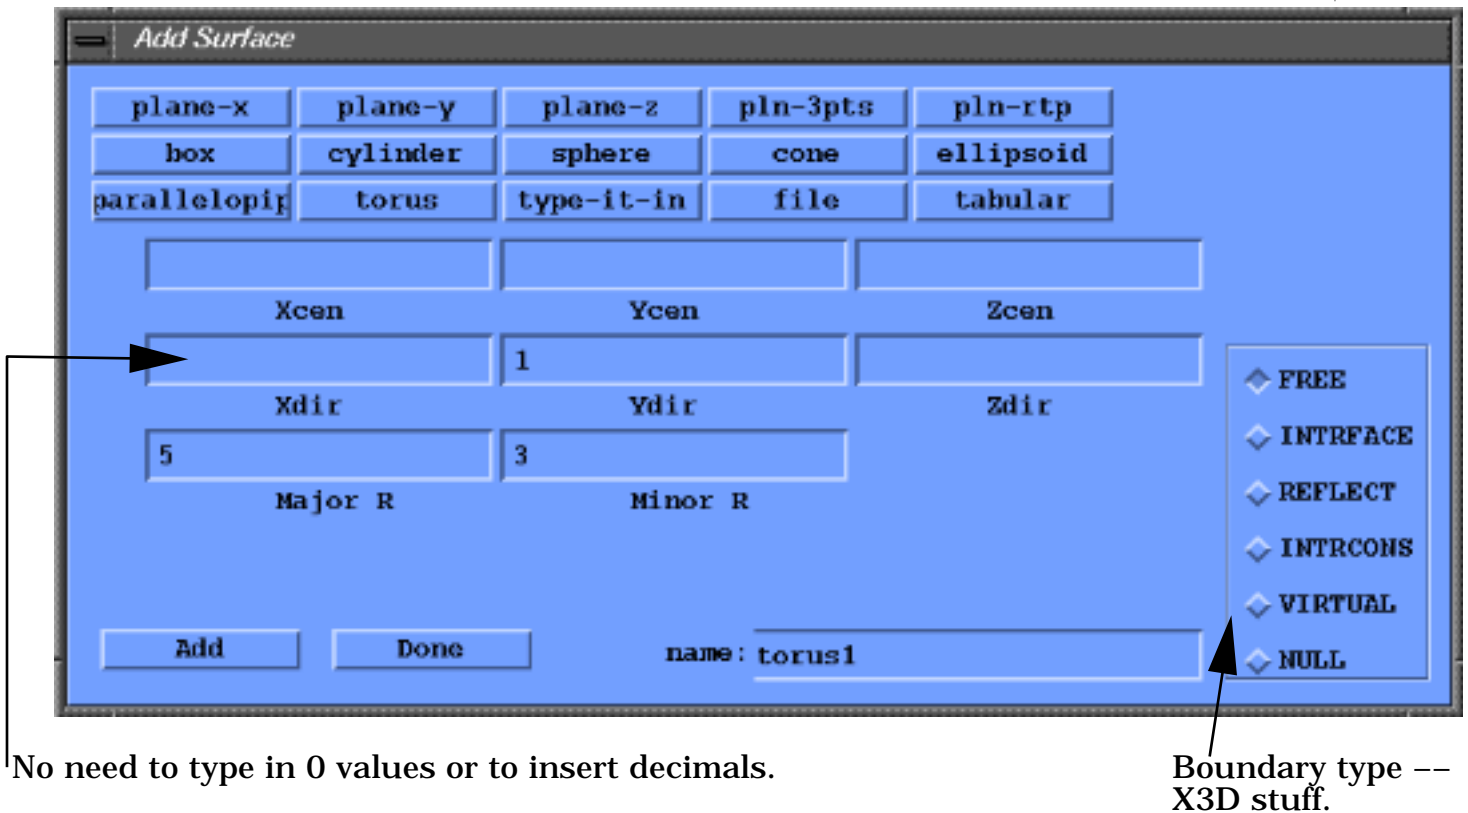 Add Surface
plane-x plane-y plane-z pln-3pts pln-rtp
box cylinder sphere cone ellipsoid
parallelopip torus type-it-in file tabular
Xcen Ycen Zcen
1
Xdir Ydir Zdir
5 3
Major R Minor R
FREE
INTRFACE
REFLECT
INTRCONS
VIRTUAL
NULL
Add Done name: torus1
No need to type in 0 values or to insert decimals.
Boundary type --
X3D stuff.